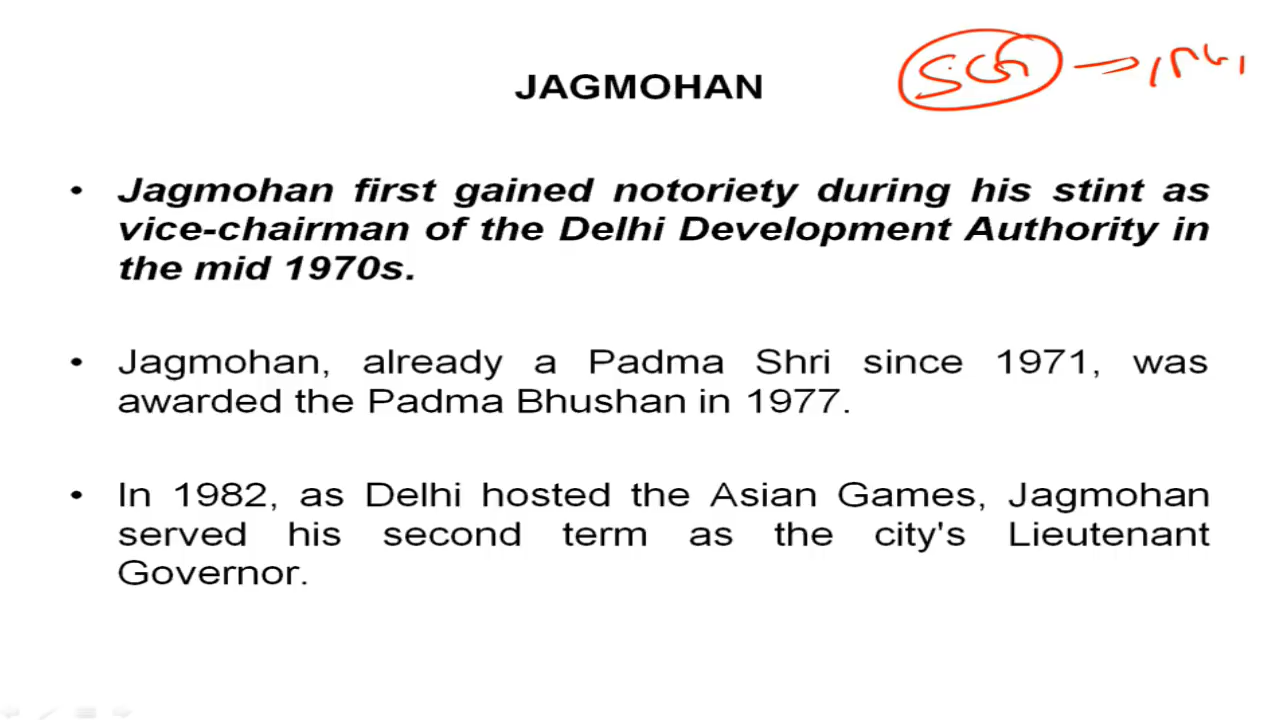 JAGMOHAN
• Jagmohan first gained notoriety during his stint as
vice-chairman of the Delhi Development Authority in
the mid 1970s.
• Jagmohan, already a Padma Shri since 1971, was
awarded the Padma Bhushan in 1977.
• In 1982, as Delhi hosted the Asian Games, Jagmohan
served his second term as the city's Lieutenant
Governor.